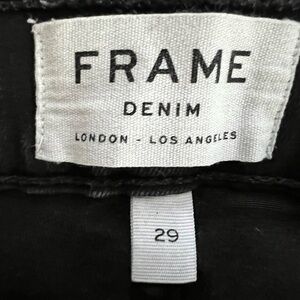 FRAME
DENIM
LONDON - LOS ANGELES
29